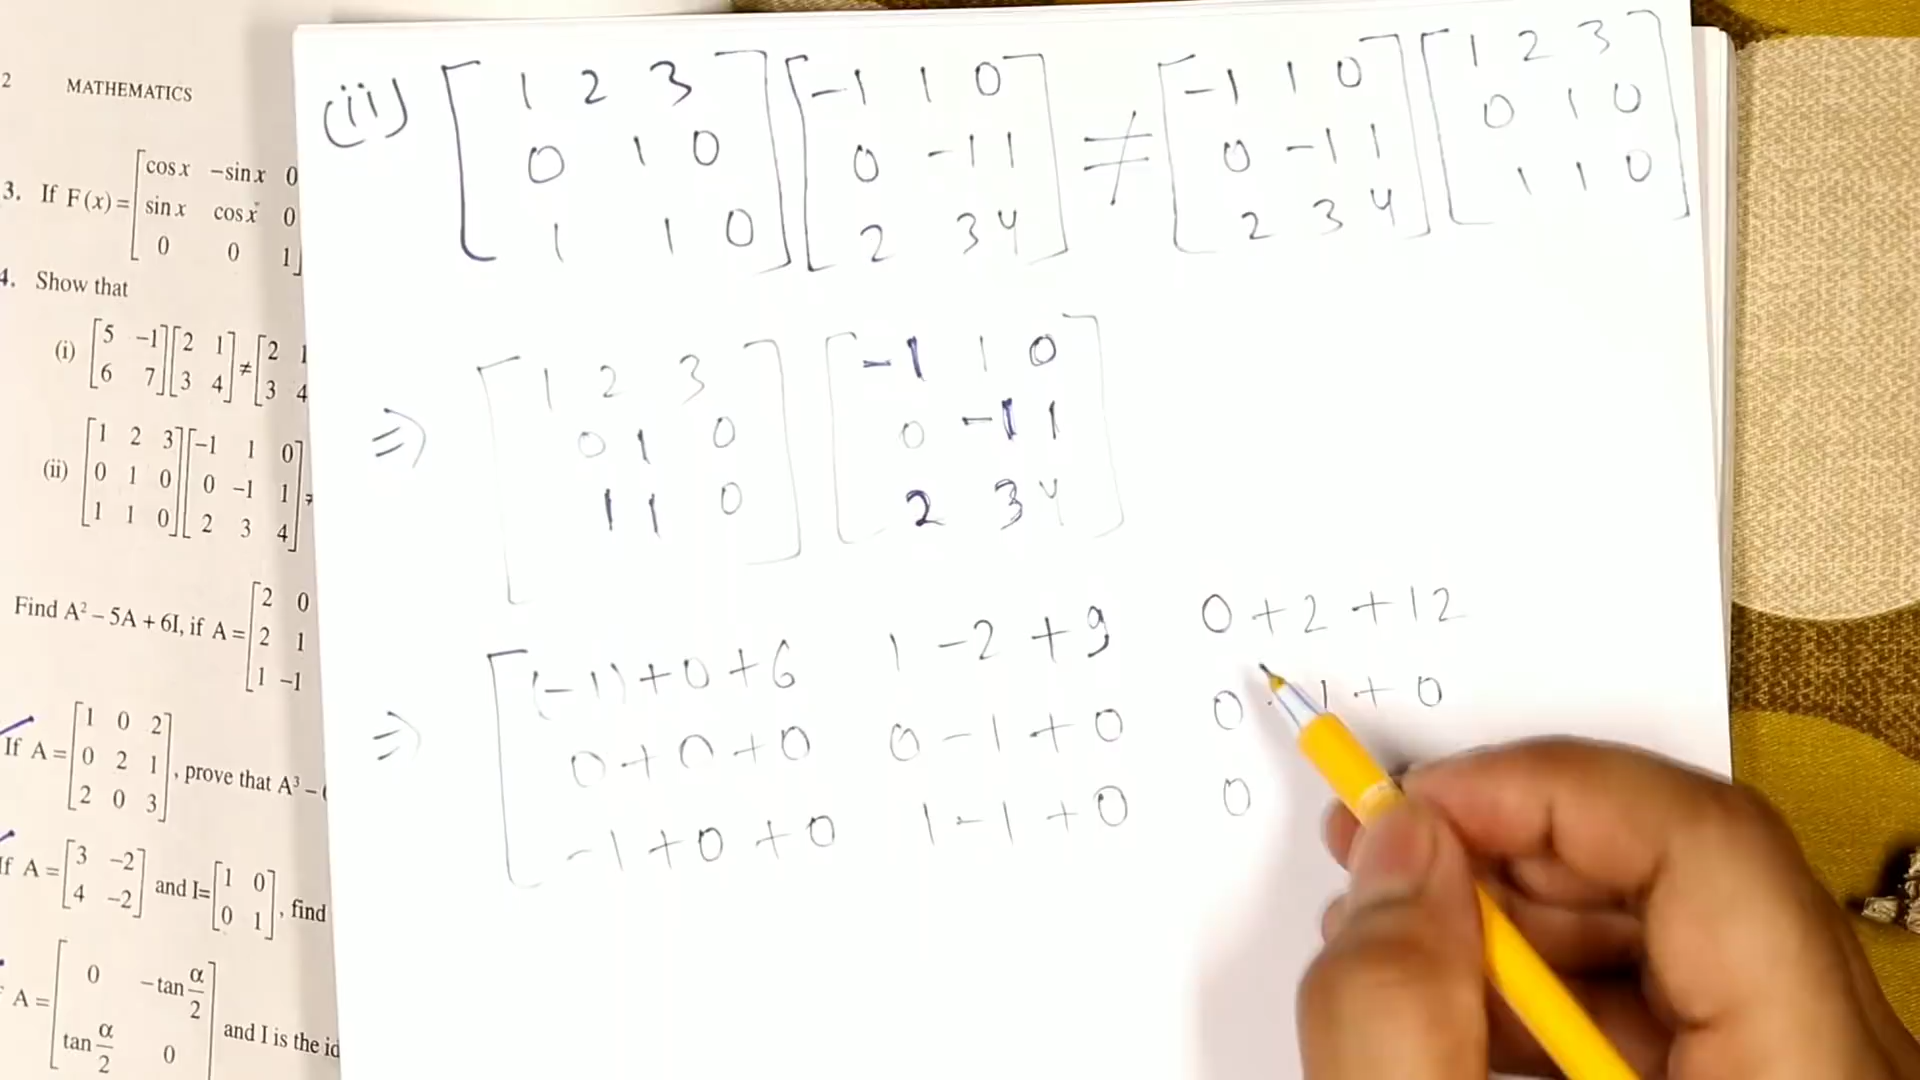 2 MATHEMATICS
3. If F(x) = [cos x −sin x 0
sin x cos x 0
0 0 1]
4. Show that
(i) [5 −1] [2 1] ≠ [2 1
6 7] [3 4] [3 4
(ii) [1 2 3] [−1 1 0]
[0 1 0] [0 −1 1] ≠
[1 1 0] [2 3 4]
Find A² − 5A + 6I, if A = [2 0
2 1
1 −1
If A = [1 0 2
0 2 1
2 0 3], prove that A³ −
If A = [3 −2
4 −2] and I = [1 0
0 1], find
A = [0 −tan α/2
tan α/2 0] and I is the id
(ii) [1 2 3] [-1 1 0] ≠ [-1 1 0] [1 2 3]
[0 1 0] [0 -1 1] [0 -1 1] [0 1 0]
[1 1 0] [2 3 4] [2 3 4] [1 1 0]
⇒ [1 2 3] [-1 1 0]
[0 1 0] [0 -1 1]
[1 1 0] [2 3 4]
⇒ [(-1)+0+6 1-2+9 0+2+12
0+0+0 0-1+0 0 1+0
-1+0+0 1-1+0 0